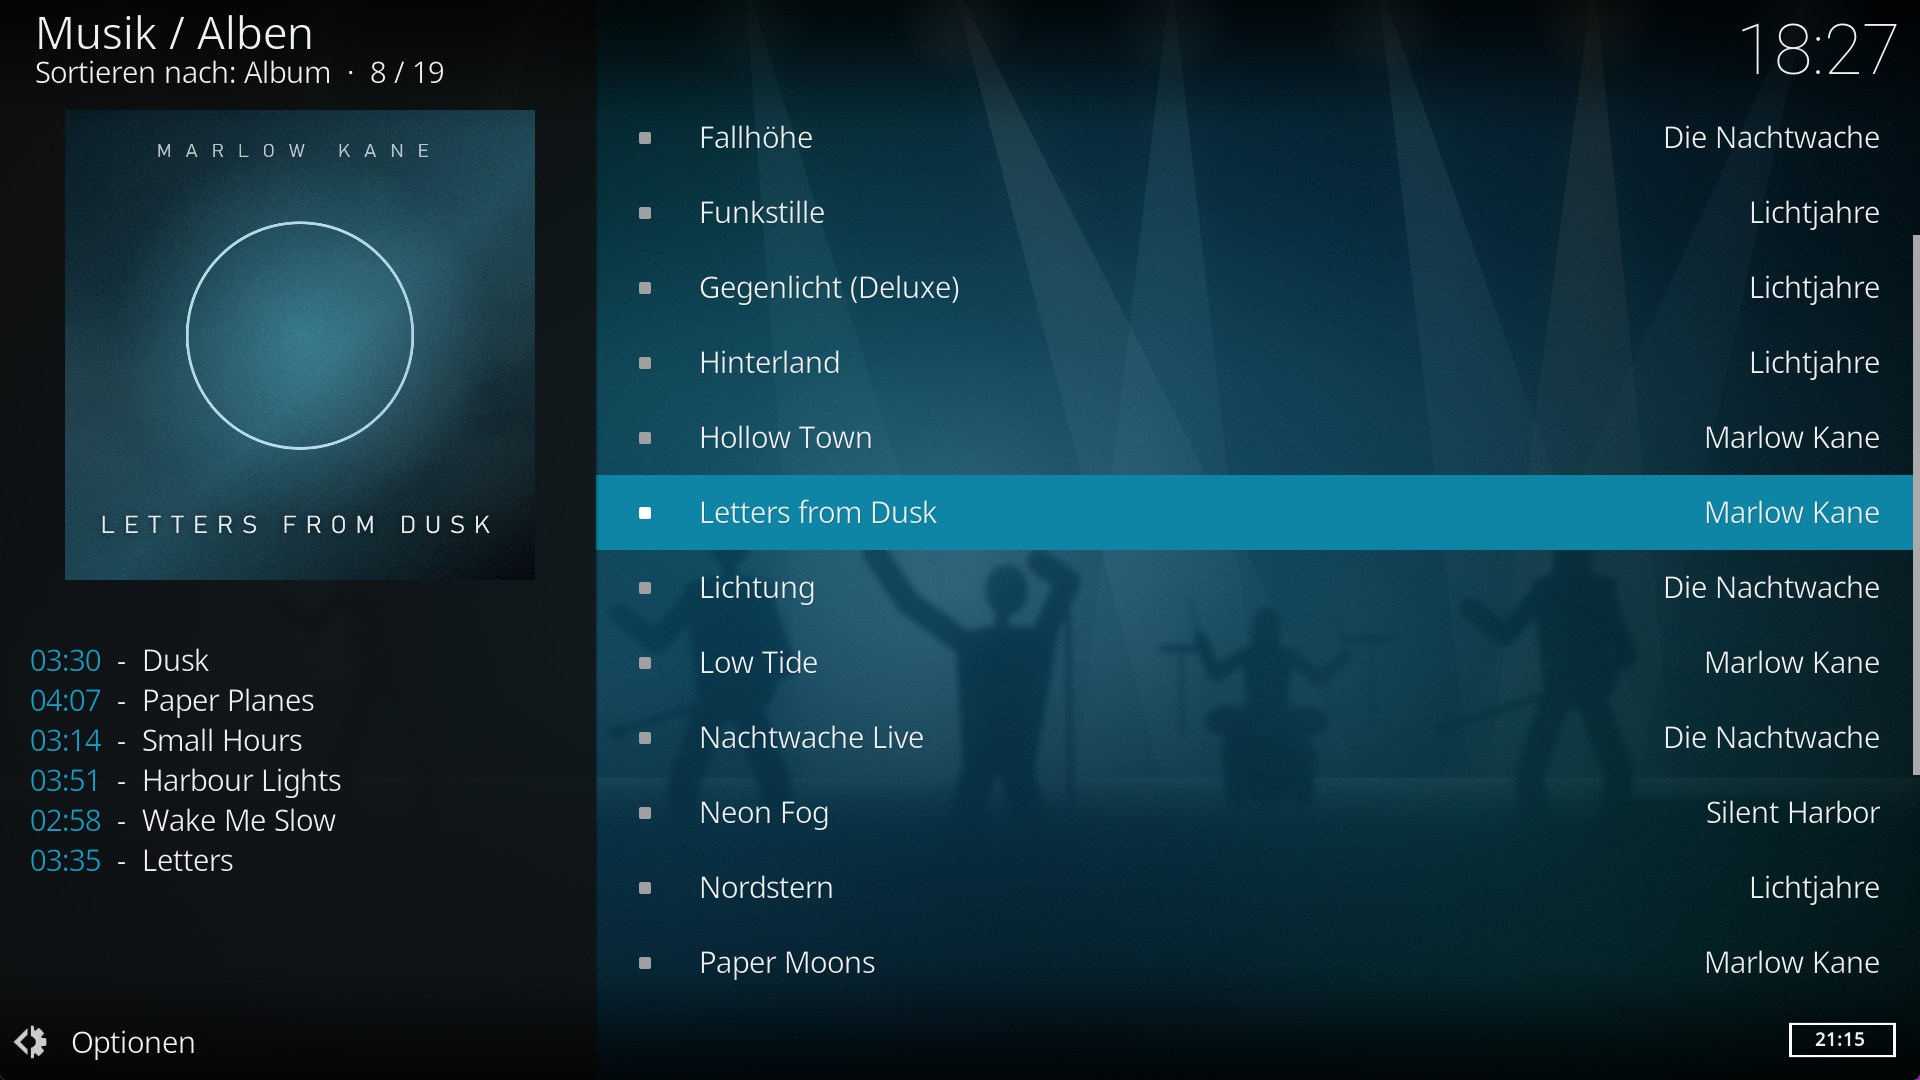 Musik / Alben
Sortieren nach: Album · 8 / 19
18:27
MARLOW KANE
LETTERS FROM DUSK
03:30 - Dusk
04:07 - Paper Planes
03:14 - Small Hours
03:51 - Harbour Lights
02:58 - Wake Me Slow
03:35 - Letters
Fallhöhe Die Nachtwache
Funkstille Lichtjahre
Gegenlicht (Deluxe) Lichtjahre
Hinterland Lichtjahre
Hollow Town Marlow Kane
Letters from Dusk Marlow Kane
Lichtung Die Nachtwache
Low Tide Marlow Kane
Nachtwache Live Die Nachtwache
Neon Fog Silent Harbor
Nordstern Lichtjahre
Paper Moons Marlow Kane
Optionen
21:15